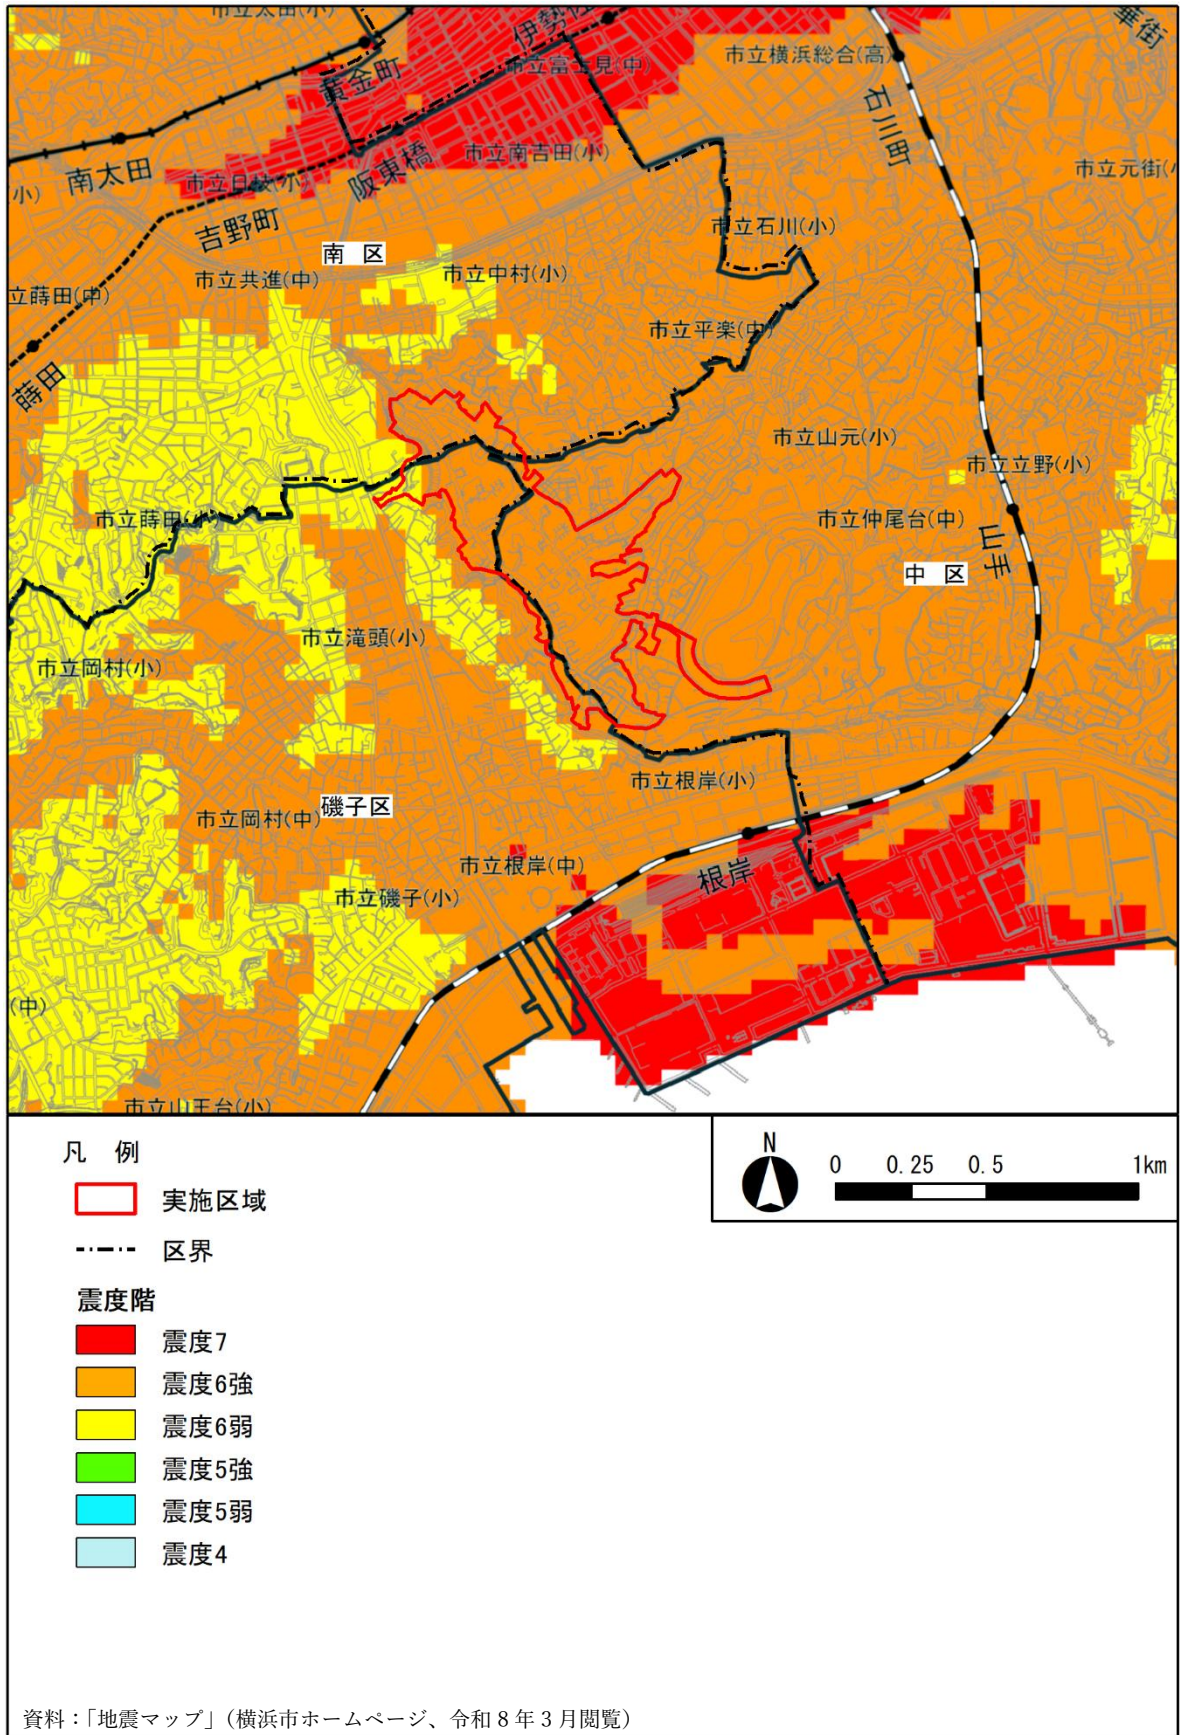 市立太田(小)
伊勢佐
華街
市立富士見(中)
市立横浜総合(高)
黄金町
石川町
南太田
阪東橋
市立南吉田(小)
市立元街(小
小)
市立日枝(小)
吉野町
市立石川(小)
南 区
市立共進(中)
市立中村(小)
立蒔田(中)
市立平楽(中)
蒔田
市立山元(小)
市立立野(小)
市立蒔田(小)
市立仲尾台(中)
山手
中 区
市立滝頭(小)
市立岡村(小)
市立根岸(小)
市立岡村(中)
磯子区
市立根岸(中)
根岸
市立磯子(小)
(中)
市立山王台(小)
凡 例
N
0 0.25 0.5 1km
実施区域
区界
震度階
震度7
震度6強
震度6弱
震度5強
震度5弱
震度4
資料：「地震マップ」（横浜市ホームページ、令和８年３月閲覧）